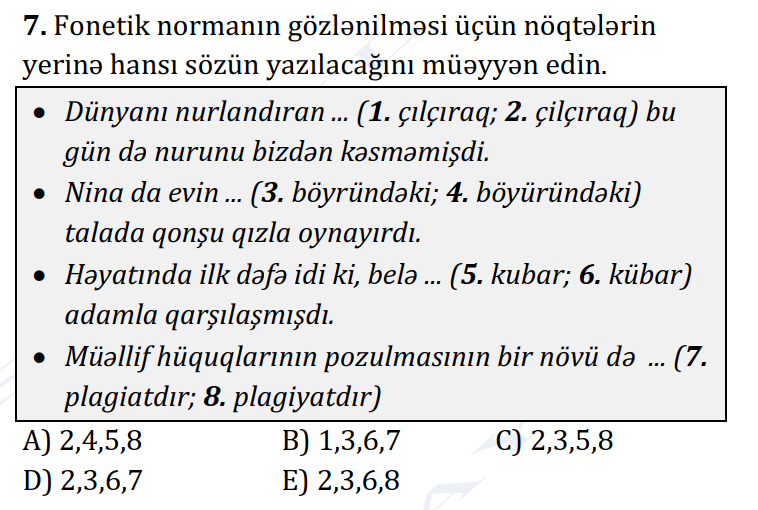 7. Fonetik normanın gözlənilməsi üçün nöqtələrin
yerinə hansı sözün yazılacağını müəyyən edin.
• Dünyanı nurlandıran ... (1. çılçıraq; 2. çilçıraq) bu
gün də nurunu bizdən kəsməmişdi.
• Nina da evin ... (3. böyründəki; 4. böyüründəki)
talada qonşu qızla oynayırdı.
• Həyatında ilk dəfə idi ki, belə ... (5. kubar; 6. kübar)
adamla qarşılaşmışdı.
• Müəllif hüquqlarının pozulmasının bir növü də ... (7.
plagiatdır; 8. plagiyatdır)
A) 2,4,5,8 B) 1,3,6,7 C) 2,3,5,8
D) 2,3,6,7 E) 2,3,6,8